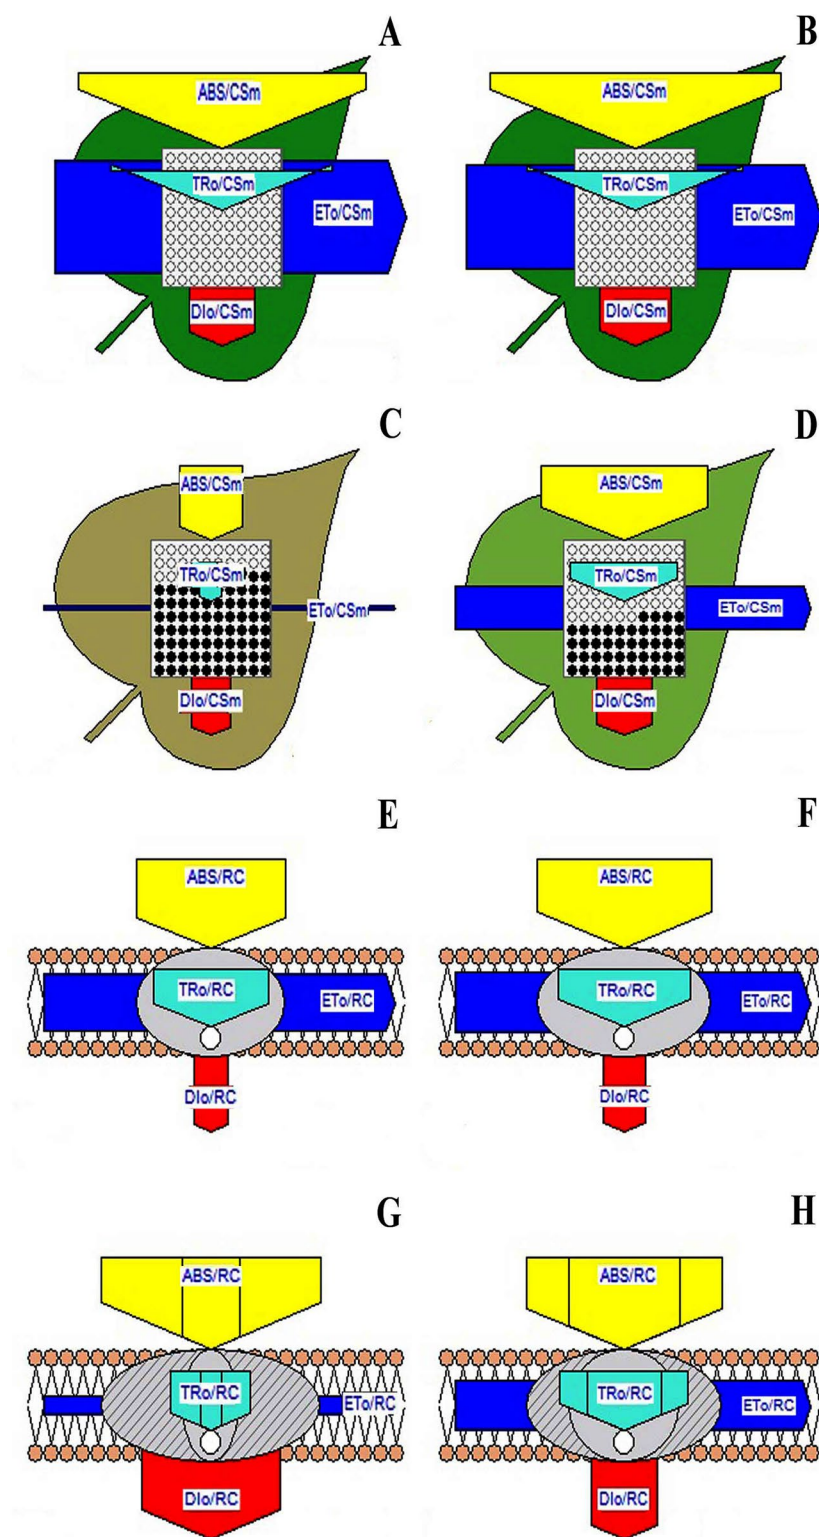 A
ABS/CSm
TRo/CSm
ETo/CSm
DIo/CSm
B
ABS/CSm
TRo/CSm
ETo/CSm
DIo/CSm
C
ABS/CSm
TRo/CSm
ETo/CSm
DIo/CSm
D
ABS/CSm
TRo/CSm
ETo/CSm
DIo/CSm
E
ABS/RC
TRo/RC
ETo/RC
DIo/RC
F
ABS/RC
TRo/RC
ETo/RC
DIo/RC
G
ABS/RC
TRo/RC
ETo/RC
DIo/RC
H
ABS/RC
TRo/RC
ETo/RC
DIo/RC